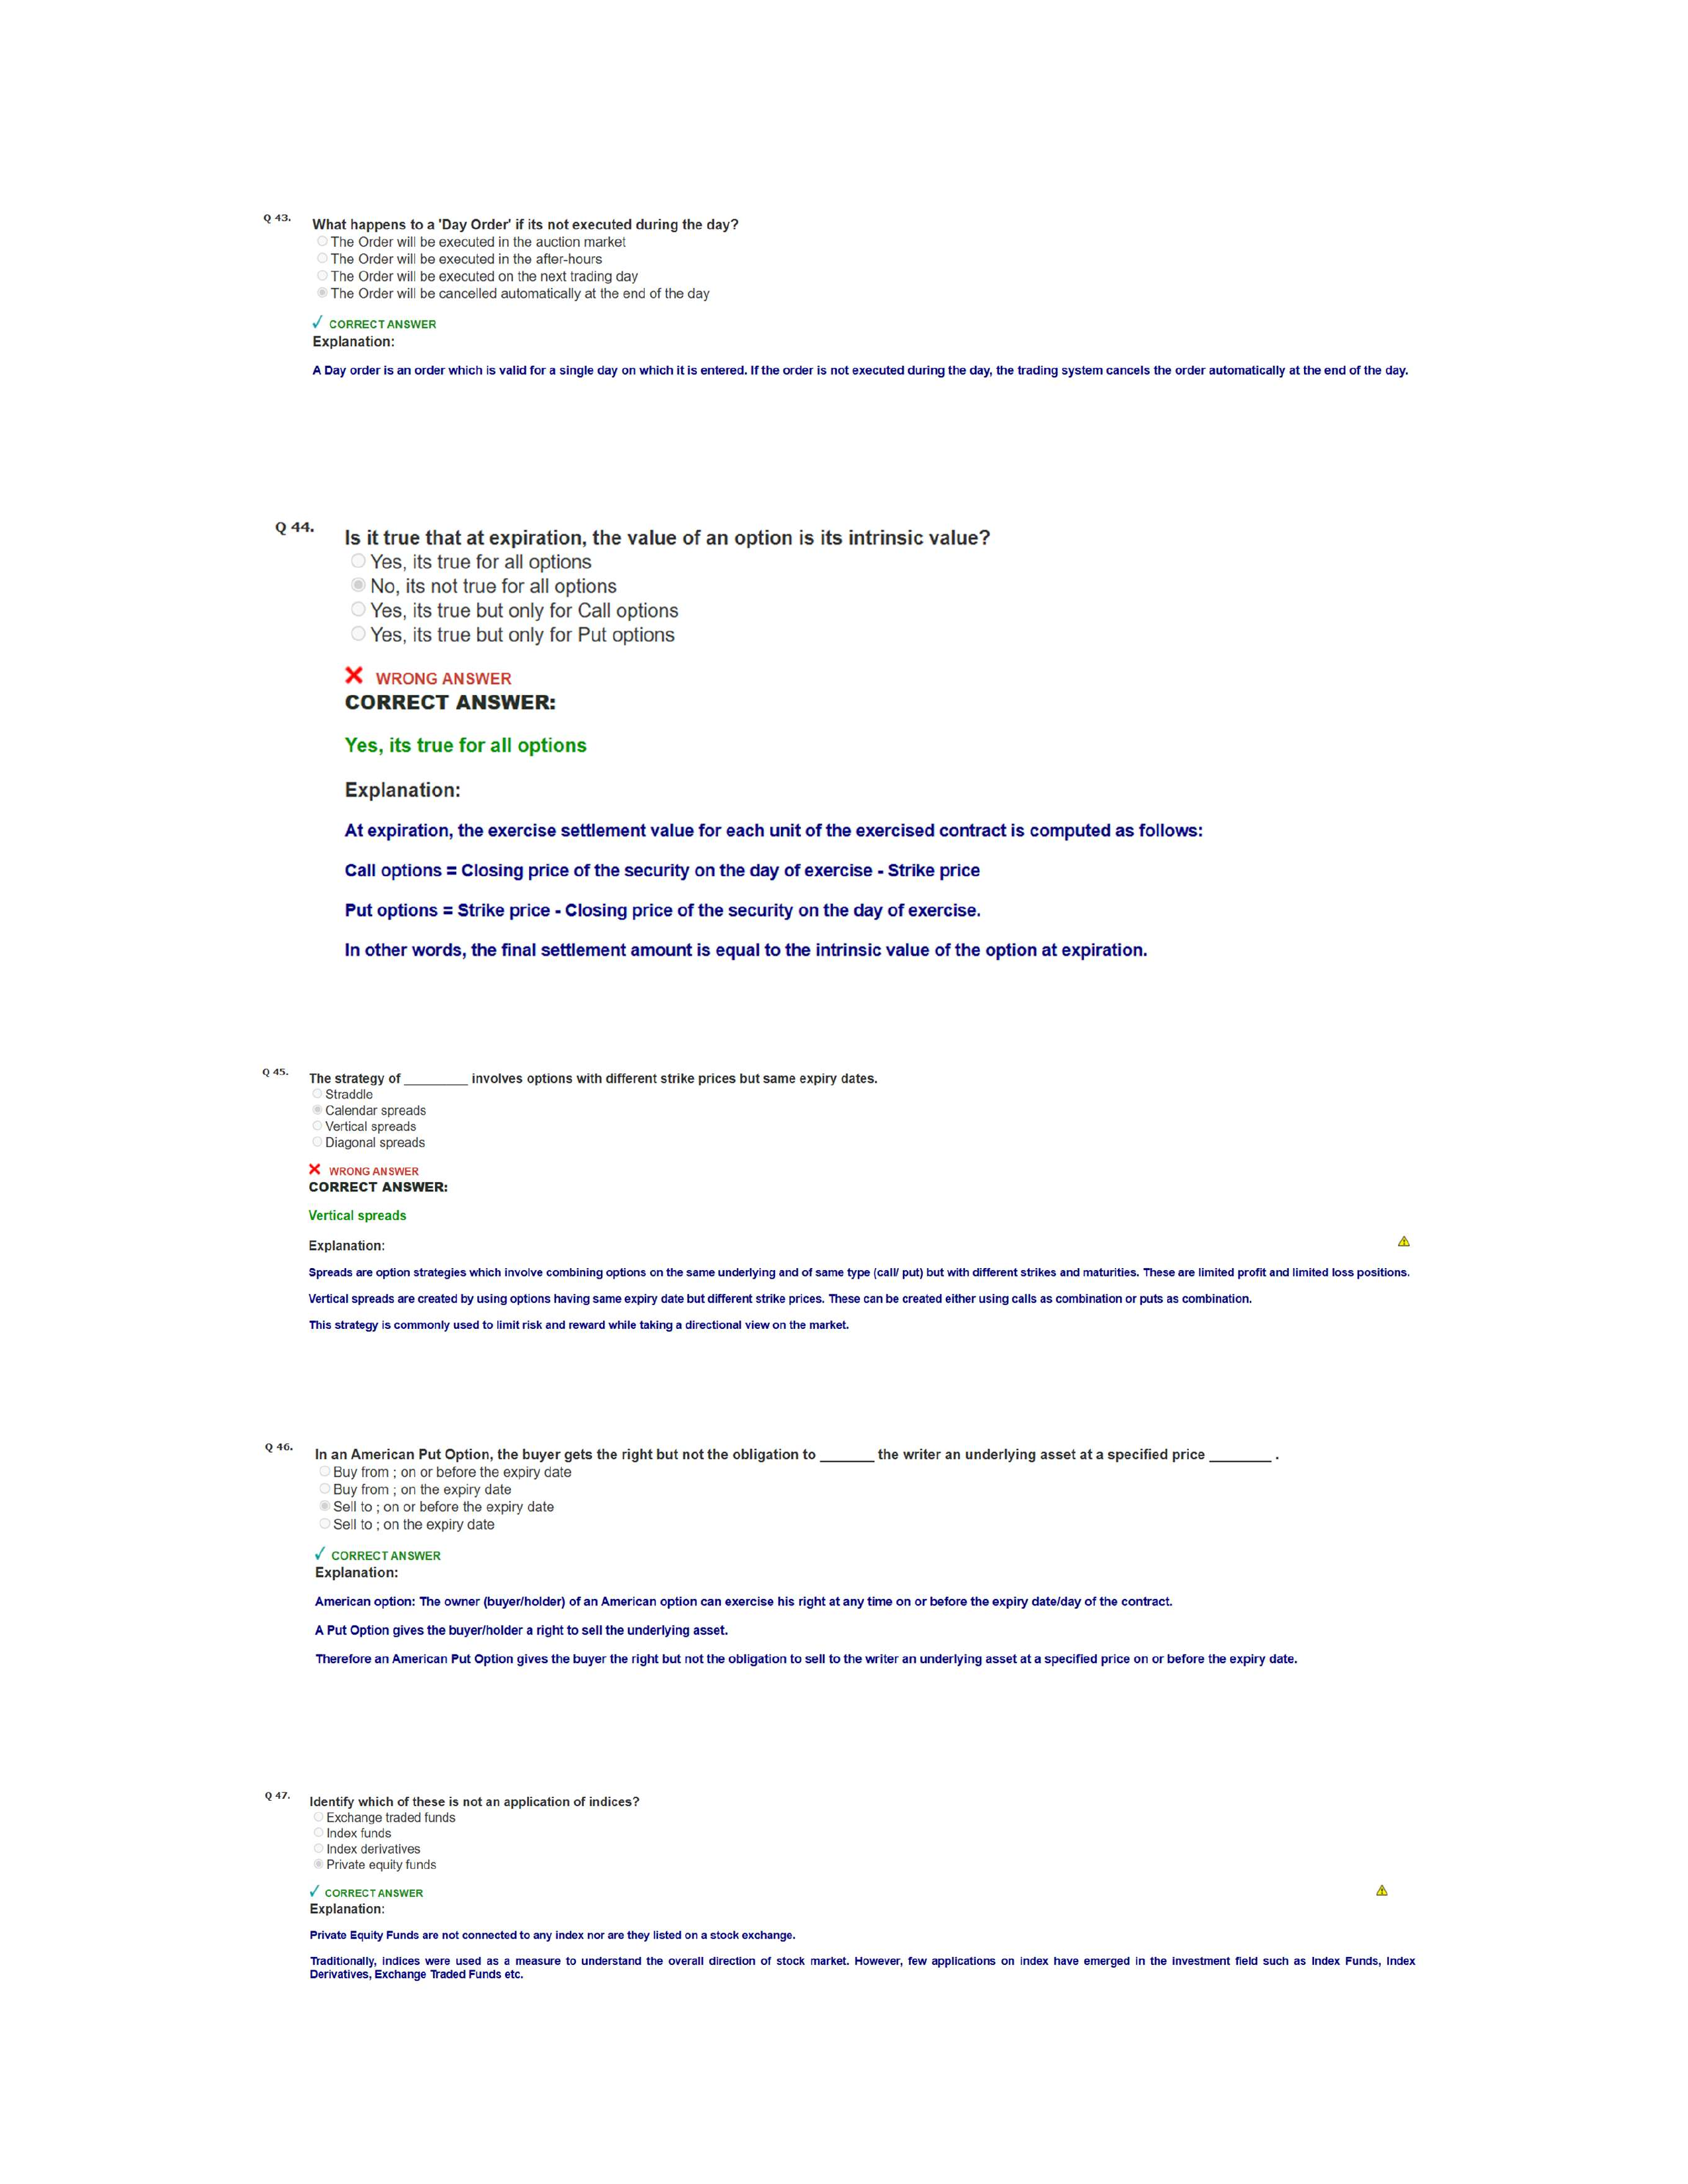 Q 43.
What happens to a 'Day Order' if its not executed during the day?
The Order will be executed in the auction market
The Order will be executed in the after-hours
The Order will be executed on the next trading day
The Order will be cancelled automatically at the end of the day
✓ CORRECT ANSWER
Explanation:
A Day order is an order which is valid for a single day on which it is entered. If the order is not executed during the day, the trading system cancels the order automatically at the end of the day.
Q 44.
Is it true that at expiration, the value of an option is its intrinsic value?
Yes, its true for all options
No, its not true for all options
Yes, its true but only for Call options
Yes, its true but only for Put options
✕ WRONG ANSWER
CORRECT ANSWER:
Yes, its true for all options
Explanation:
At expiration, the exercise settlement value for each unit of the exercised contract is computed as follows:
Call options = Closing price of the security on the day of exercise - Strike price
Put options = Strike price - Closing price of the security on the day of exercise.
In other words, the final settlement amount is equal to the intrinsic value of the option at expiration.
Q 45.
The strategy of _________ involves options with different strike prices but same expiry dates.
Straddle
Calendar spreads
Vertical spreads
Diagonal spreads
✕ WRONG ANSWER
CORRECT ANSWER:
Vertical spreads
Explanation:
Spreads are option strategies which involve combining options on the same underlying and of same type (call/ put) but with different strikes and maturities. These are limited profit and limited loss positions.
Vertical spreads are created by using options having same expiry date but different strike prices. These can be created either using calls as combination or puts as combination.
This strategy is commonly used to limit risk and reward while taking a directional view on the market.
Q 46.
In an American Put Option, the buyer gets the right but not the obligation to _______ the writer an underlying asset at a specified price ________ .
Buy from ; on or before the expiry date
Buy from ; on the expiry date
Sell to ; on or before the expiry date
Sell to ; on the expiry date
✓ CORRECT ANSWER
Explanation:
American option: The owner (buyer/holder) of an American option can exercise his right at any time on or before the expiry date/day of the contract.
A Put Option gives the buyer/holder a right to sell the underlying asset.
Therefore an American Put Option gives the buyer the right but not the obligation to sell to the writer an underlying asset at a specified price on or before the expiry date.
Q 47.
Identify which of these is not an application of indices?
Exchange traded funds
Index funds
Index derivatives
Private equity funds
✓ CORRECT ANSWER
Explanation:
Private Equity Funds are not connected to any index nor are they listed on a stock exchange.
Traditionally, indices were used as a measure to understand the overall direction of stock market. However, few applications on index have emerged in the investment field such as Index Funds, Index
Derivatives, Exchange Traded Funds etc.